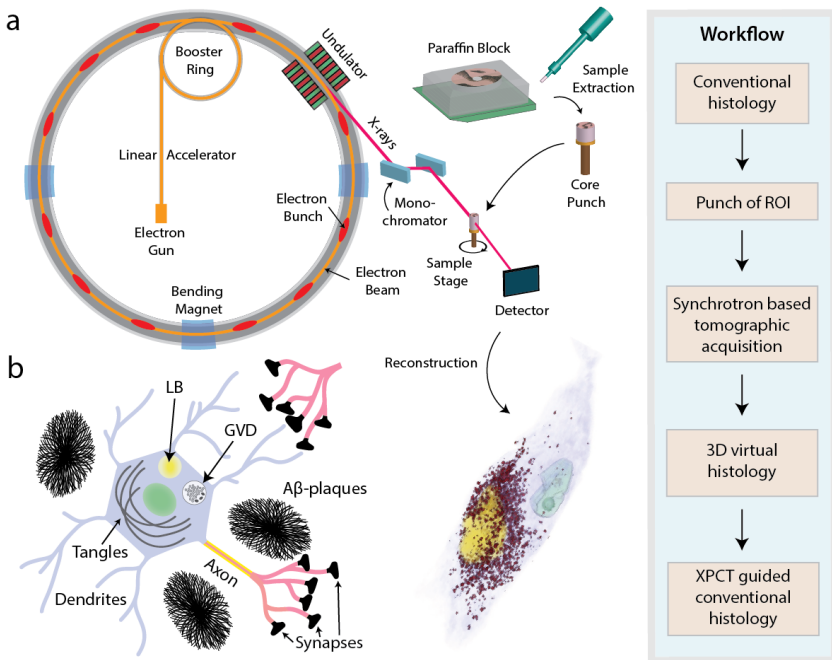 a
Booster
Ring
Undulator
Linear Accelerator
Electron
Gun
Electron
Bunch
Electron
Beam
Bending
Magnet
X-rays
Mono-
chromator
Paraffin Block
Sample
Extraction
Core
Punch
Sample
Stage
Detector
Reconstruction
b
LB
GVD
Aβ-plaques
Tangles
Axon
Dendrites
Synapses
Workflow
Conventional
histology
Punch of ROI
Synchrotron based
tomographic
acquisition
3D virtual
histology
XPCT guided
conventional
histology